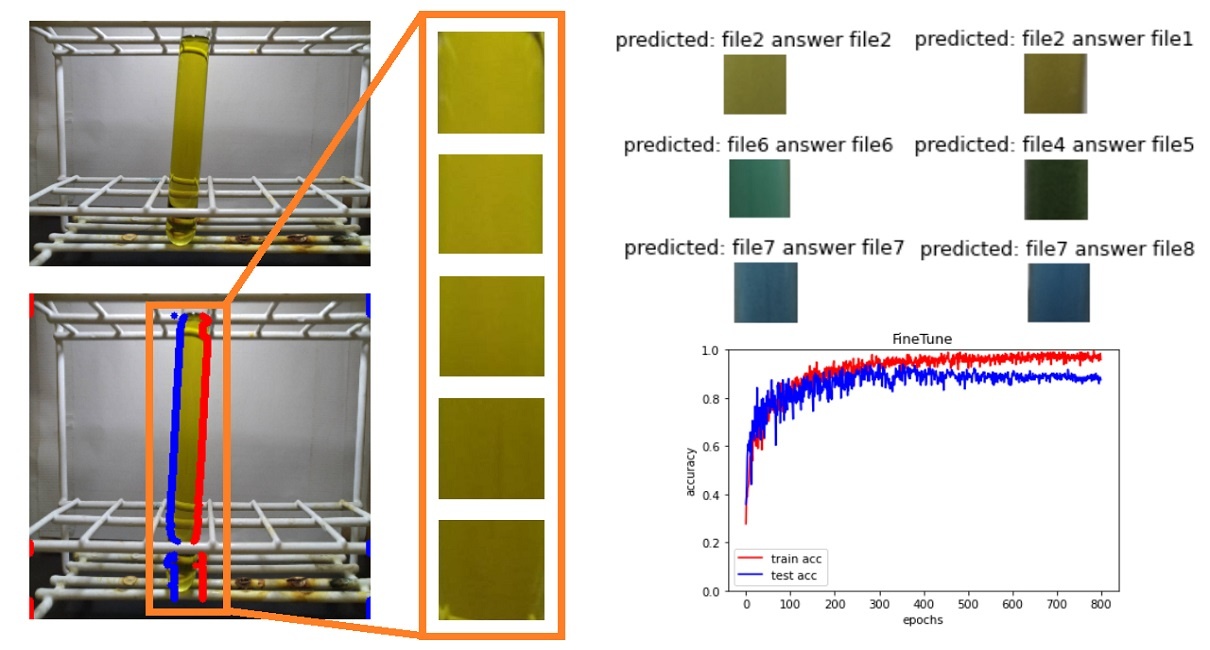 predicted: file2 answer file2
predicted: file2 answer file1
predicted: file6 answer file6
predicted: file4 answer file5
predicted: file7 answer file7
predicted: file7 answer file8
FineTune
1.0
0.8
0.6
0.4
0.2
0.0
accuracy
train acc
test acc
0 100 200 300 400 500 600 700 800
epochs